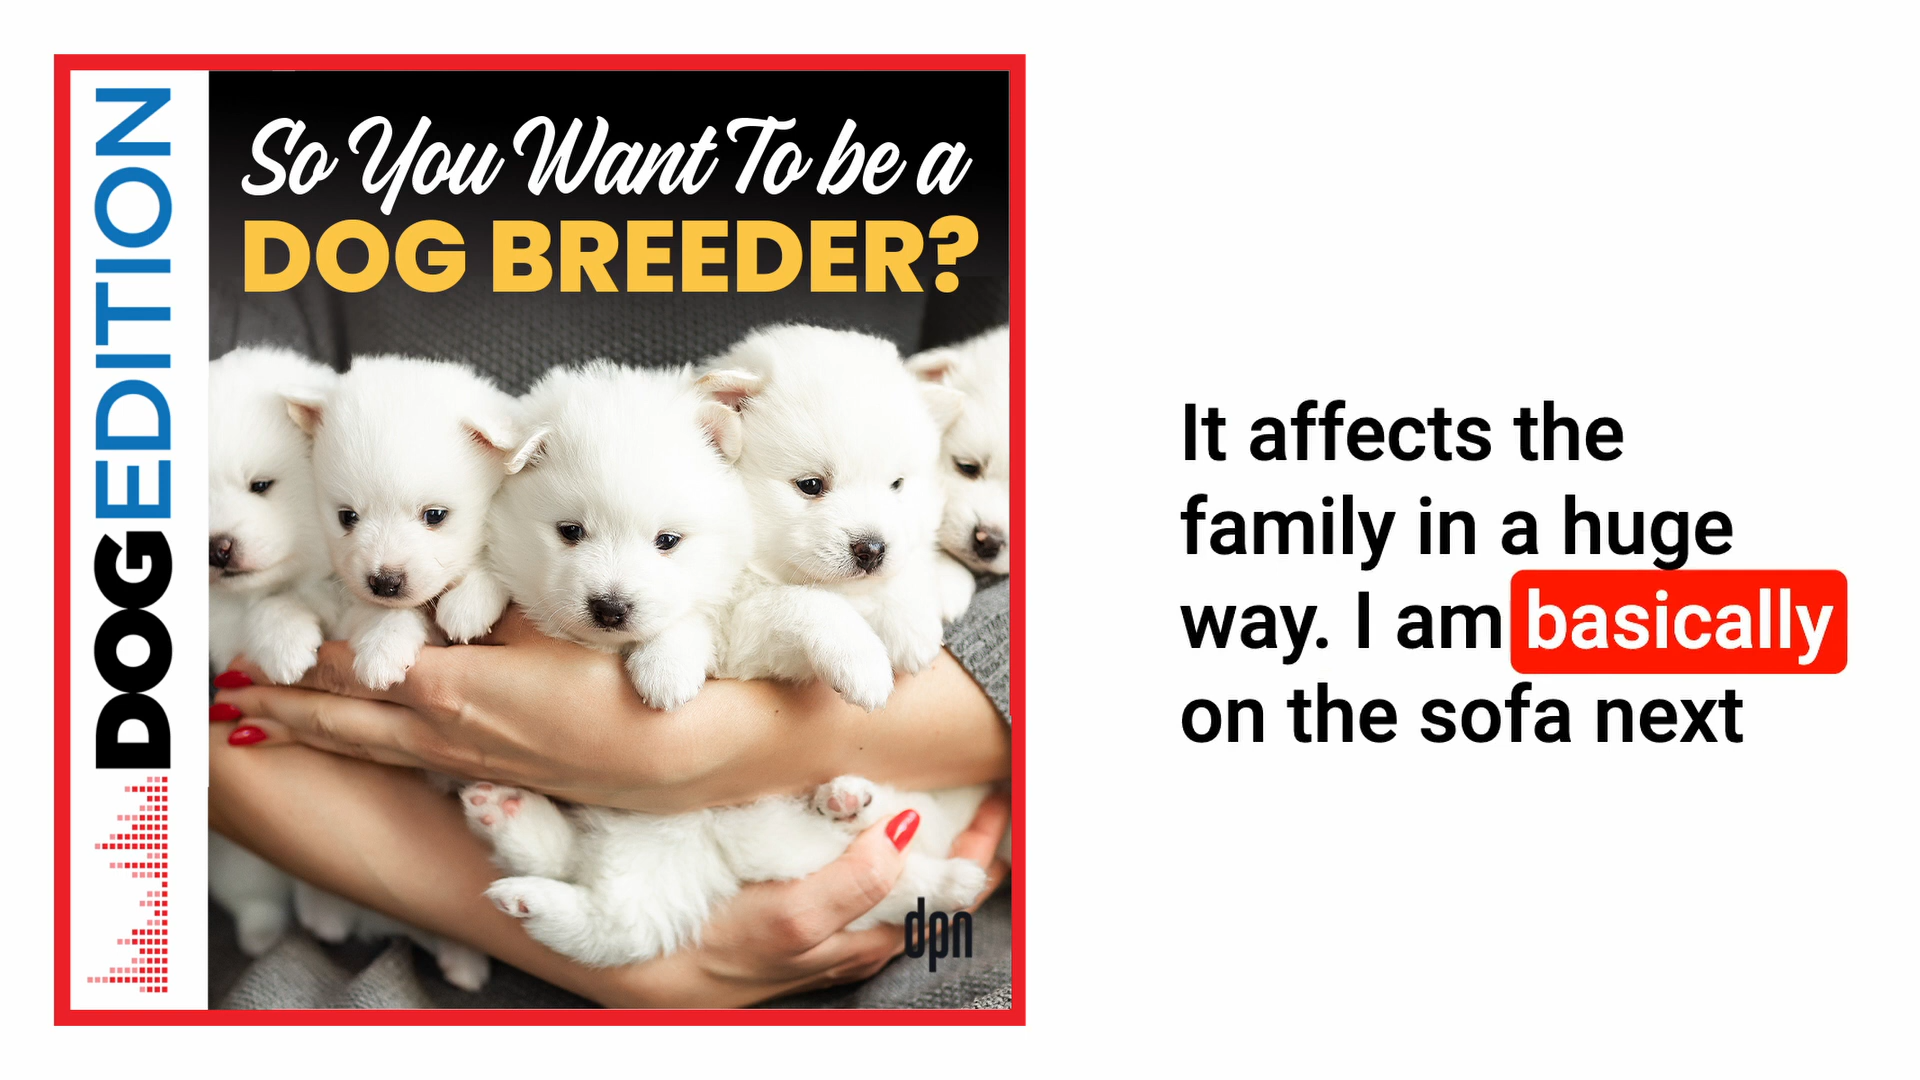 DOGEDITION
So You Want To be a
DOG BREEDER?
dpn
It affects the
family in a huge
way. I am basically
on the sofa next